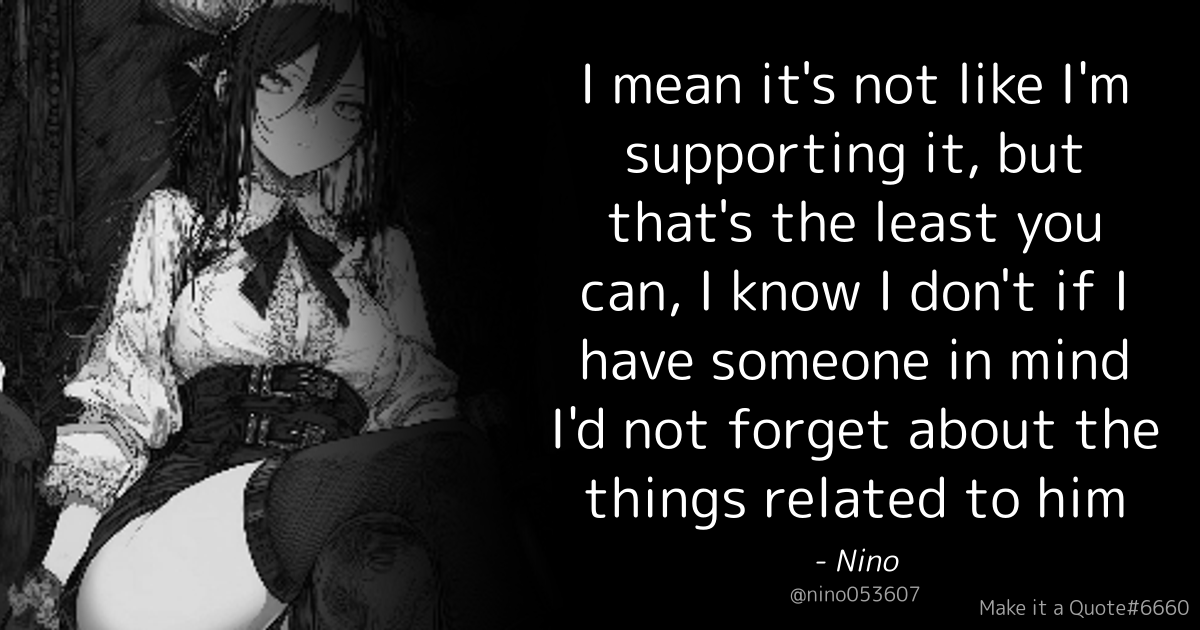 I mean it's not like I'm
supporting it, but
that's the least you
can, I know I don't if I
have someone in mind
I'd not forget about the
things related to him
- Nino
@nino053607
Make it a Quote#6660